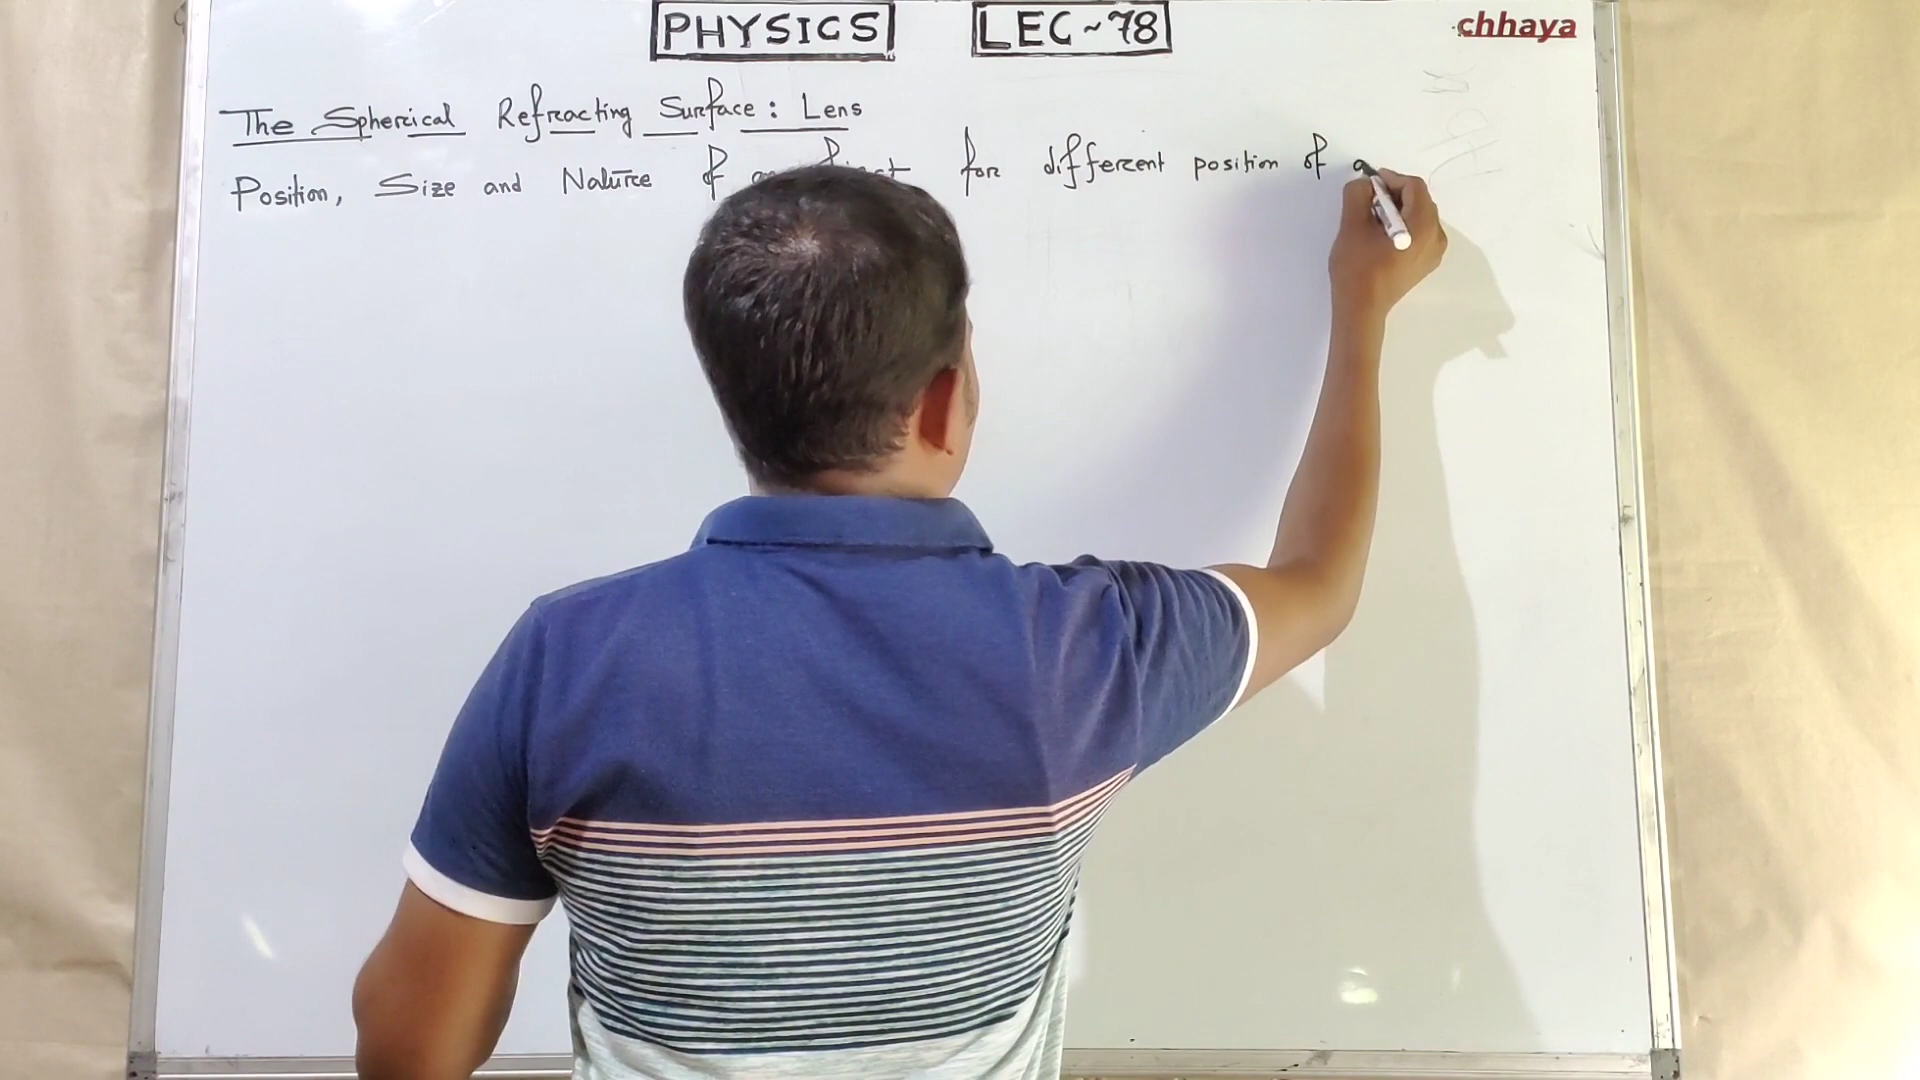 PHYSICS LEC~78
chhaya
The Spherical Refracting Surface: Lens
Position, Size and Nature of for different position of